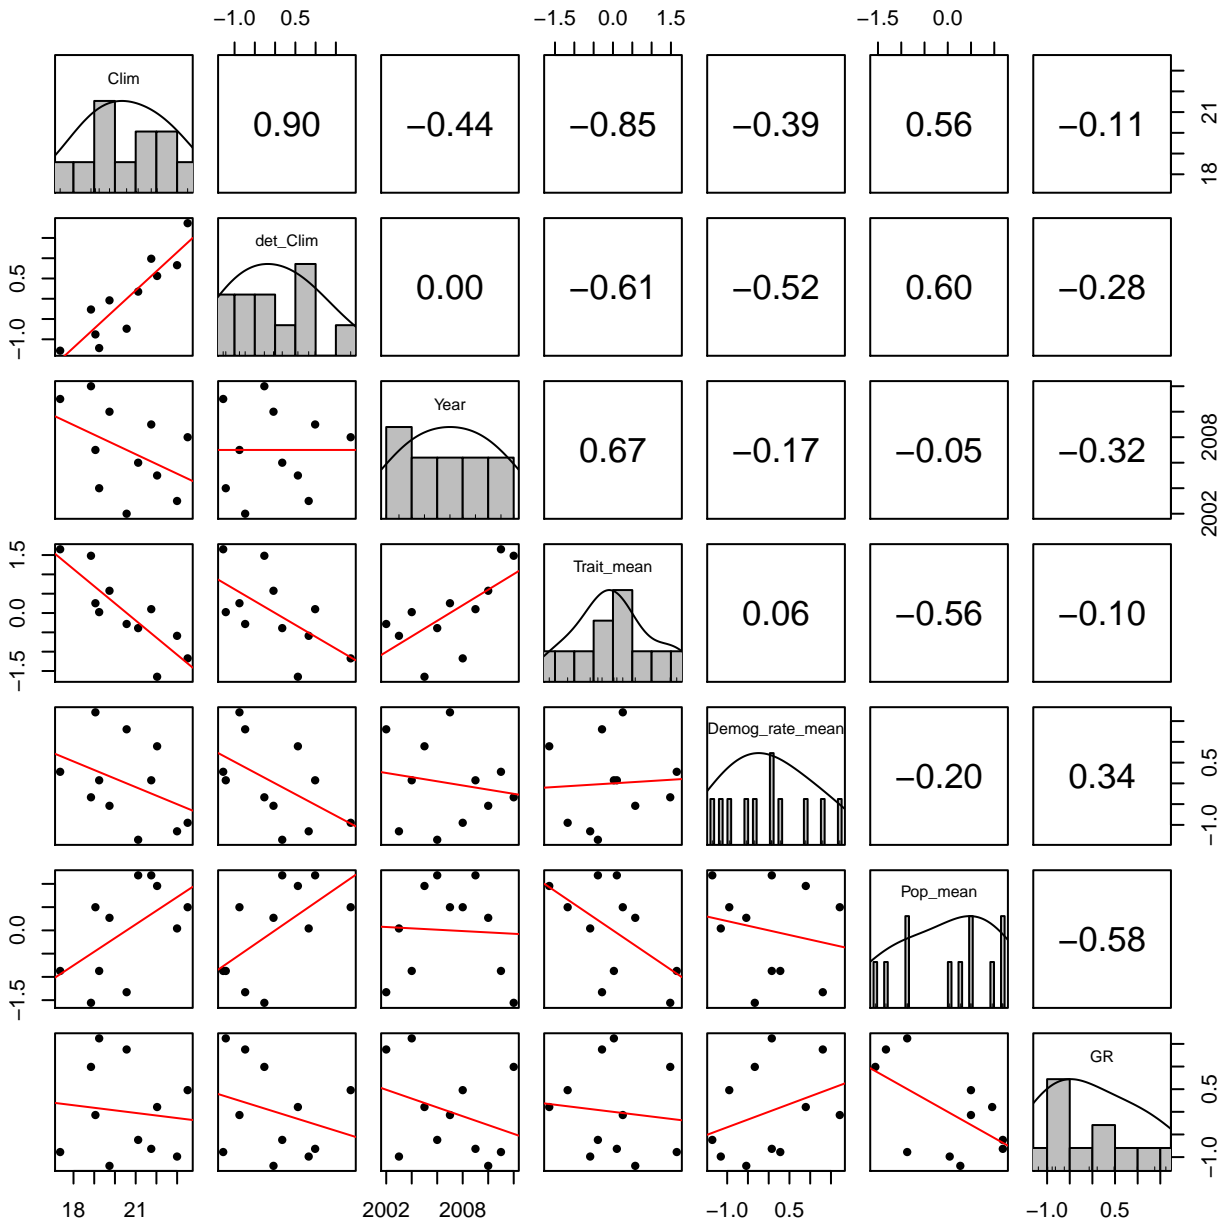 −1.0 0.5 −1.5 0.0 1.5 −1.5 0.0
Clim 0.90 −0.44 −0.85 −0.39 0.56 −0.11 18 21
−1.0 0.5 det_Clim 0.00 −0.61 −0.52 0.60 −0.28
Year 0.67 −0.17 −0.05 −0.32 2002 2008
−1.5 0.0 1.5 Trait_mean 0.06 −0.56 −0.10
Demog_rate_mean −0.20 0.34 −1.0 0.5
−1.5 0.0 Pop_mean −0.58
GR −1.0 0.5
18 21 2002 2008 −1.0 0.5 −1.0 0.5